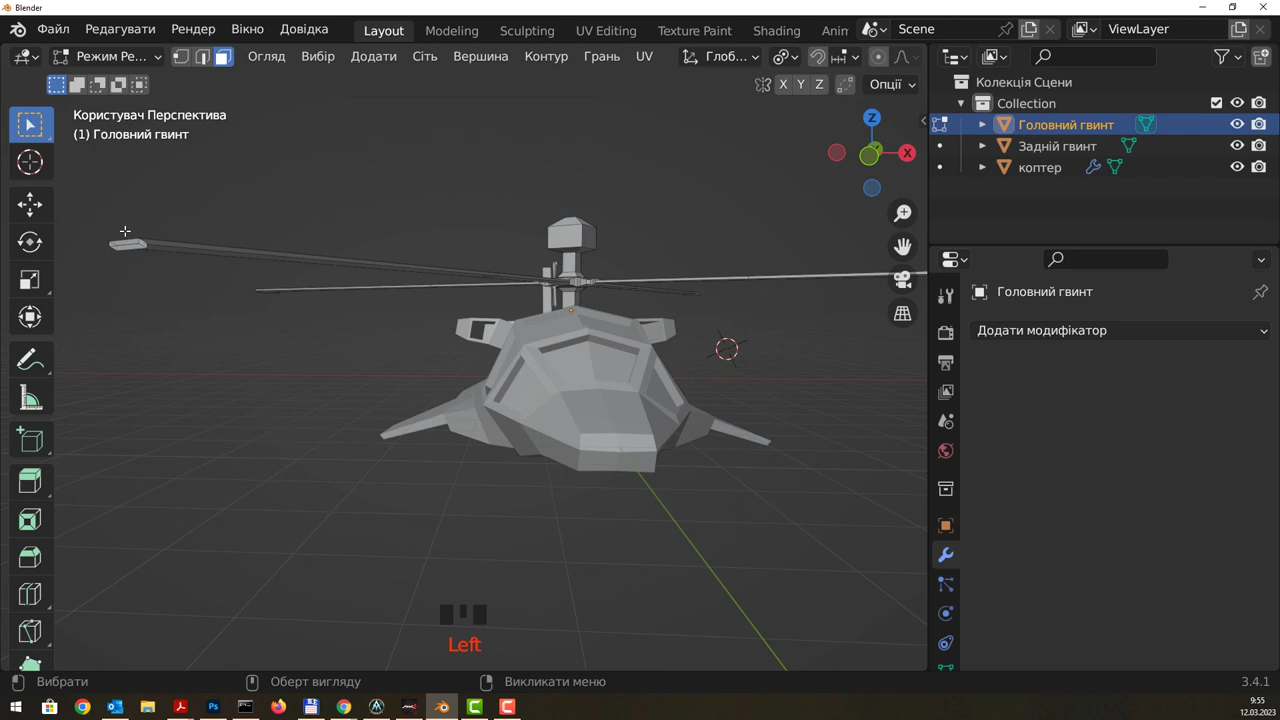 Blender
Файл Редагувати Рендер Вікно Довідка Layout Modeling Sculpting UV Editing Texture Paint Shading Anim Scene ViewLayer
Режим Ре... Огляд Вибір Додати Сіть Вершина Контур Грань UV Глоб...
X Y Z Опції
Колекція Сцени
Collection
Користувач Перспектива
(1) Головний гвинт
Z
X
Головний гвинт
Задній гвинт
коптер
Головний гвинт
Додати модифікатор
Left
Вибрати Оберт вигляду Викликати меню 3.4.1
9:55
12.03.2023